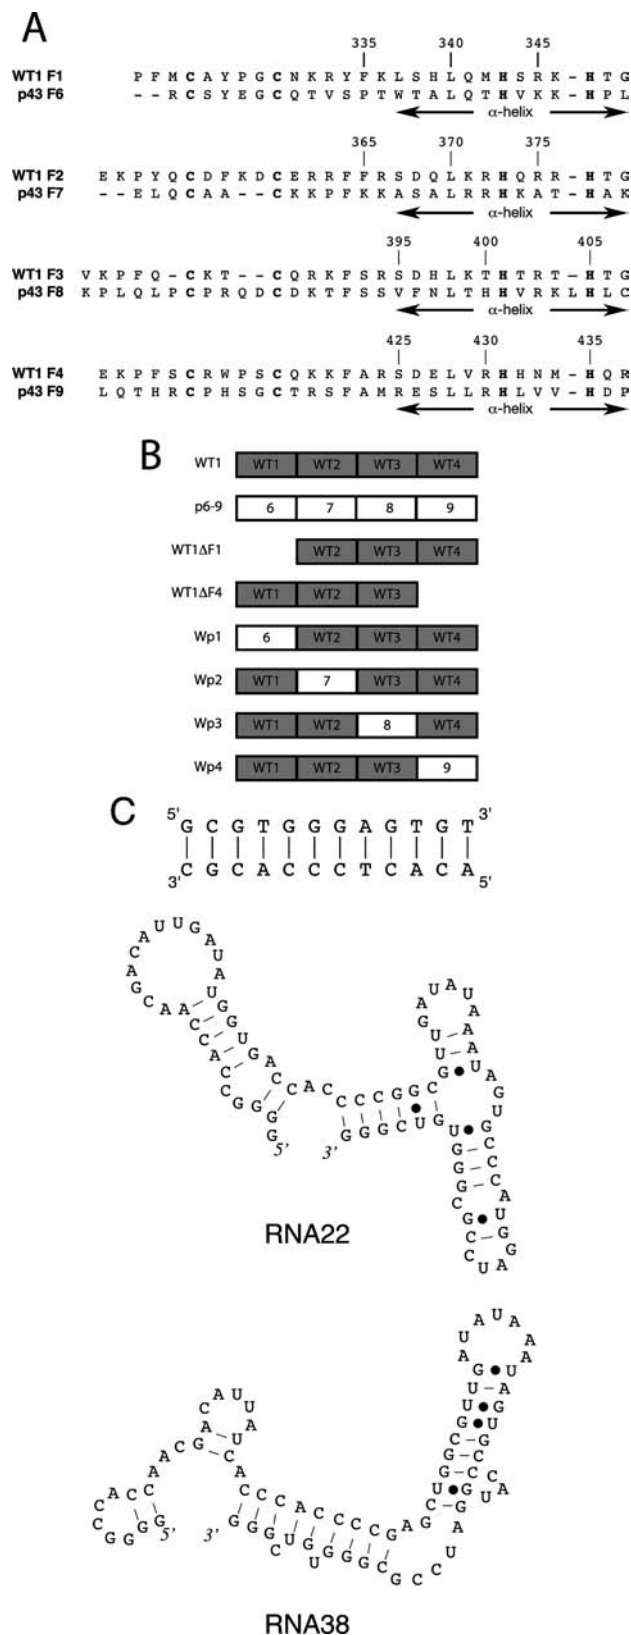 A
335 340 345
WT1 F1 P F M C A Y P G C N K R Y F K L S H L Q M H S R K - H T G
p43 F6 - - R C S Y E G C Q T V S P T W T A L Q T H V K K - H P L
α-helix
365 370 375
WT1 F2 E K P Y Q C D F K D C E R R F F R S D Q L K R H Q R R - H T G
p43 F7 - - E L Q C A A - - C K K P F K K A S A L R R H K A T - H A K
α-helix
395 400 405
WT1 F3 V K P F Q - C K T - - C Q R K F S R S D H L K T H T R T - H T G
p43 F8 K P L Q L P C P R Q D C D K T F S S V F N L T H H V R K L H L C
α-helix
425 430 435
WT1 F4 E K P F S C R W P S C Q K K F A R S D E L V R H H N M - H Q R
p43 F9 L Q T H R C P H S G C T R S F A M R E S L L R H L V V - H D P
α-helix
B
WT1 WT1 WT2 WT3 WT4
p6-9 6 7 8 9
WT1ΔF1 WT2 WT3 WT4
WT1ΔF4 WT1 WT2 WT3
Wp1 6 WT2 WT3 WT4
Wp2 WT1 7 WT3 WT4
Wp3 WT1 WT2 8 WT4
Wp4 WT1 WT2 WT3 9
C
5' G C G T G G G A G T G T 3'
3' C G C A C C C T C A C A 5'
5' G G G G C C A C C A A C G A C A U U G A U A U G G U G A C C A C C C C G G C G U U G A U A U A A A U A G U G C C C A U G G A U C C G C G G G U G U C G G G 3'
RNA22
5' G G G G C C A C C A A C G A C A U U A U C A C C C A C C C C G A G C U G G C G U U G A U A U A A A U A G U G C C C A U G G A U C C G C G G G U G U C G G G 3'
RNA38